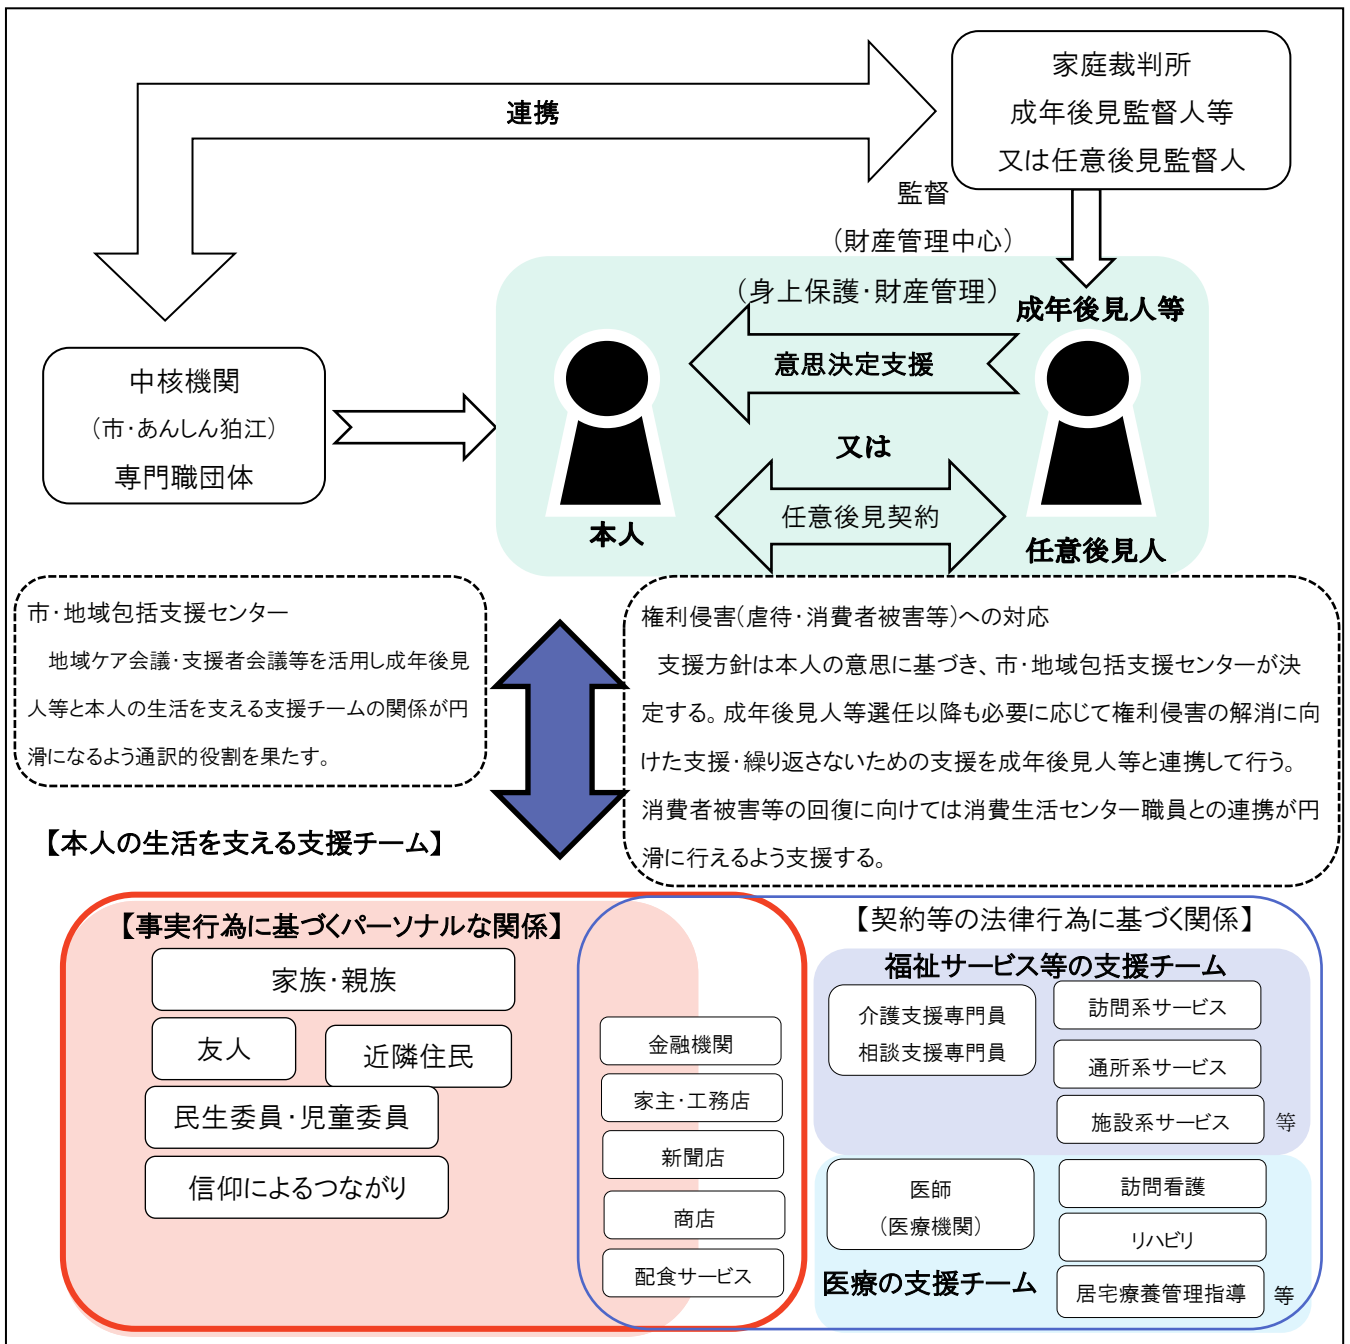 連携
家庭裁判所
成年後見監督人等
又は任意後見監督人
監督
（財産管理中心）
（身上保護・財産管理）
成年後見人等
意思決定支援
中核機関
（市・あんしん狛江）
専門職団体
又は
任意後見契約
本人
任意後見人
市・地域包括支援センター
地域ケア会議・支援者会議等を活用し成年後見
人等と本人の生活を支える支援チームの関係が円
滑になるよう通訳的役割を果たす。
権利侵害（虐待・消費者被害等）への対応
支援方針は本人の意思に基づき、市・地域包括支援センターが決
定する。成年後見人等選任以降も必要に応じて権利侵害の解消に向
けた支援・繰り返さないための支援を成年後見人等と連携して行う。
消費者被害等の回復に向けては消費生活センター職員との連携が円
滑に行えるよう支援する。
【本人の生活を支える支援チーム】
【事実行為に基づくパーソナルな関係】
家族・親族
友人
近隣住民
民生委員・児童委員
信仰によるつながり
金融機関
家主・工務店
新聞店
商店
配食サービス
【契約等の法律行為に基づく関係】
福祉サービス等の支援チーム
介護支援専門員
相談支援専門員
訪問系サービス
通所系サービス
施設系サービス
等
医師
（医療機関）
訪問看護
リハビリ
居宅療養管理指導
等
医療の支援チーム